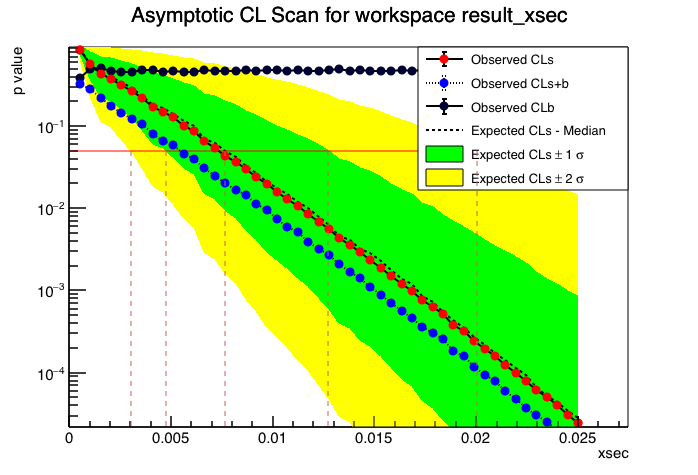 Asymptotic CL Scan for workspace result_xsec
p value
Observed CLs
Observed CLs+b
Observed CLb
Expected CLs - Median
Expected CLs ± 1 σ
Expected CLs ± 2 σ
10⁻¹
10⁻²
10⁻³
10⁻⁴
0 0.005 0.01 0.015 0.02 0.025
xsec